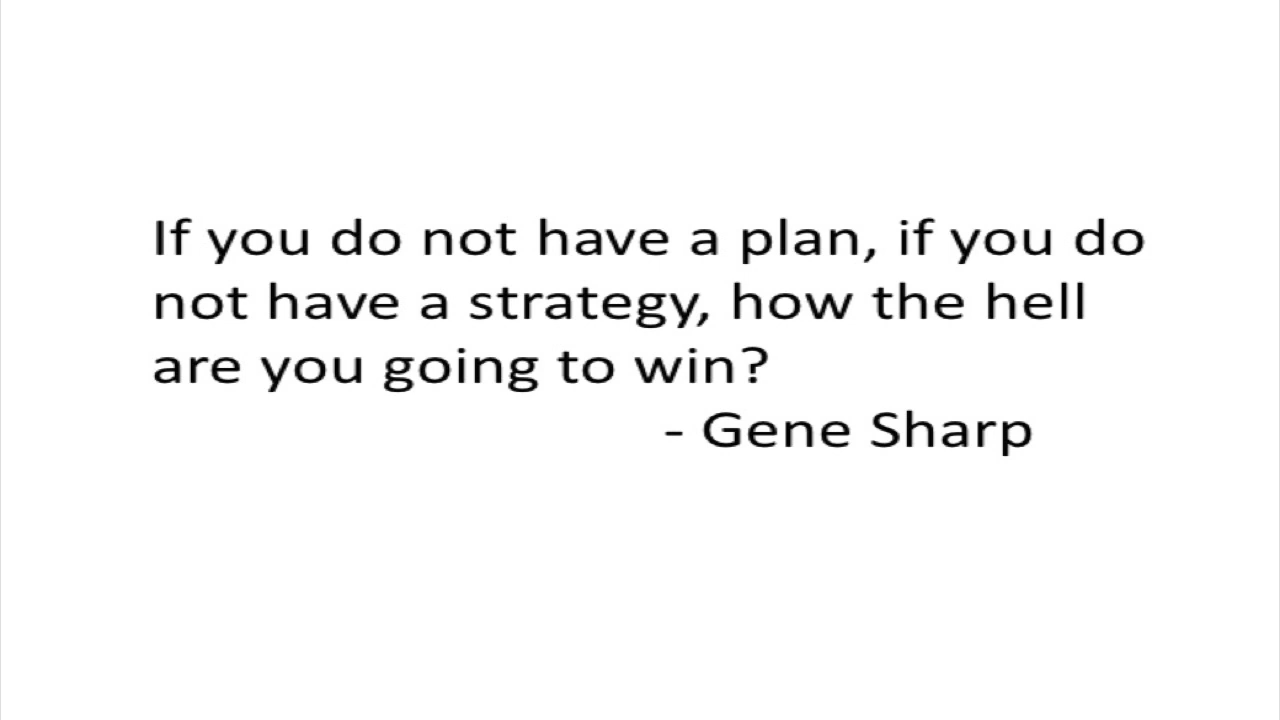 If you do not have a plan, if you do
not have a strategy, how the hell
are you going to win?
- Gene Sharp